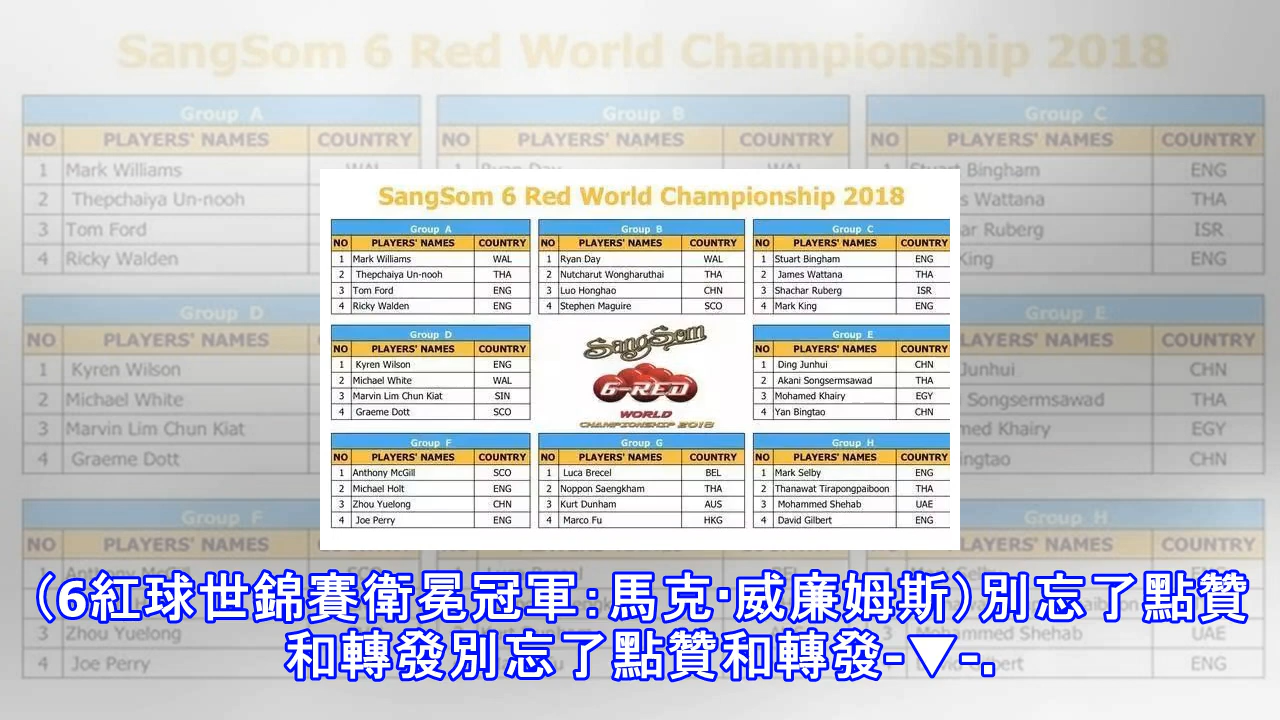 SangSom 6 Red World Championship 2018
Group A
NO PLAYERS' NAMES COUNTRY
1 Mark Williams WAL
2 Thepchaiya Un-nooh THA
3 Tom Ford ENG
4 Ricky Walden ENG
Group B
NO PLAYERS' NAMES COUNTRY
1 Ryan Day WAL
2 Nutcharut Wongharuthai THA
3 Luo Honghao CHN
4 Stephen Maguire SCO
Group C
NO PLAYERS' NAMES COUNTRY
1 Stuart Bingham ENG
2 James Wattana THA
3 Shachar Ruberg ISR
4 Mark King ENG
Group D
NO PLAYERS' NAMES COUNTRY
1 Kyren Wilson ENG
2 Michael White WAL
3 Marvin Lim Chun Kiat SIN
4 Graeme Dott SCO
SangSom
6-RED
WORLD
CHAMPIONSHIP 2018
Group E
NO PLAYERS' NAMES COUNTRY
1 Ding Junhui CHN
2 Akani Songsermsawad THA
3 Mohamed Khairy EGY
4 Yan Bingtao CHN
Group F
NO PLAYERS' NAMES COUNTRY
1 Anthony McGill SCO
2 Michael Holt ENG
3 Zhou Yuelong CHN
4 Joe Perry ENG
Group G
NO PLAYERS' NAMES COUNTRY
1 Luca Brecel BEL
2 Noppon Saengkham THA
3 Kurt Dunham AUS
4 Marco Fu HKG
Group H
NO PLAYERS' NAMES COUNTRY
1 Mark Selby ENG
2 Thanawat Tirapongpaiboon THA
3 Mohammed Shehab UAE
4 David Gilbert ENG
(6紅球世錦賽衛冕冠軍:馬克·威廉姆斯)別忘了點贊
和轉發別忘了點贊和轉發-▼-.